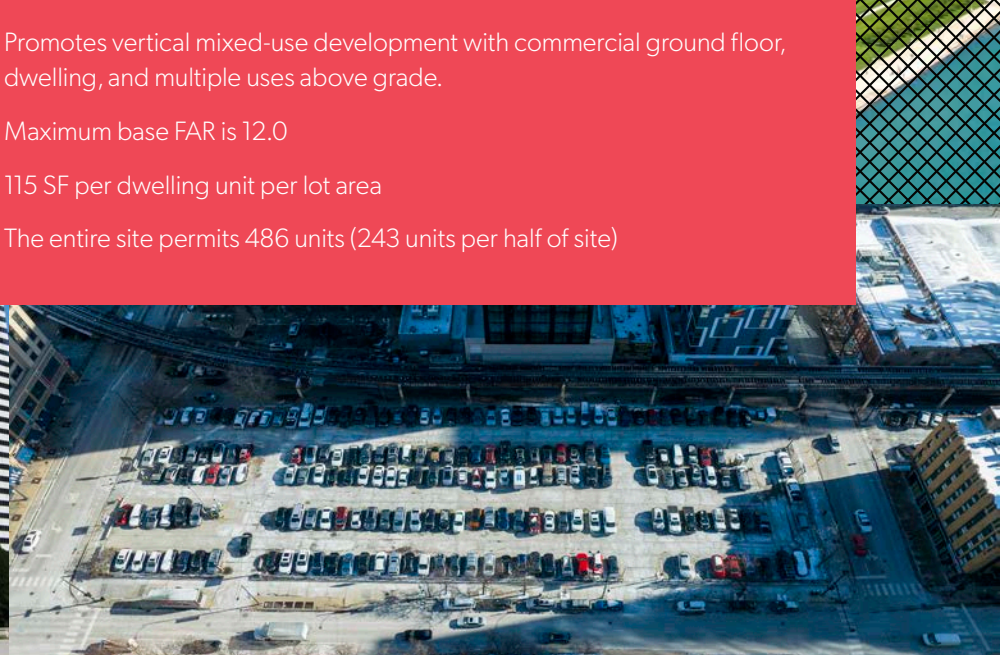 Promotes vertical mixed-use development with commercial ground floor,
dwelling, and multiple uses above grade.
Maximum base FAR is 12.0
115 SF per dwelling unit per lot area
The entire site permits 486 units (243 units per half of site)